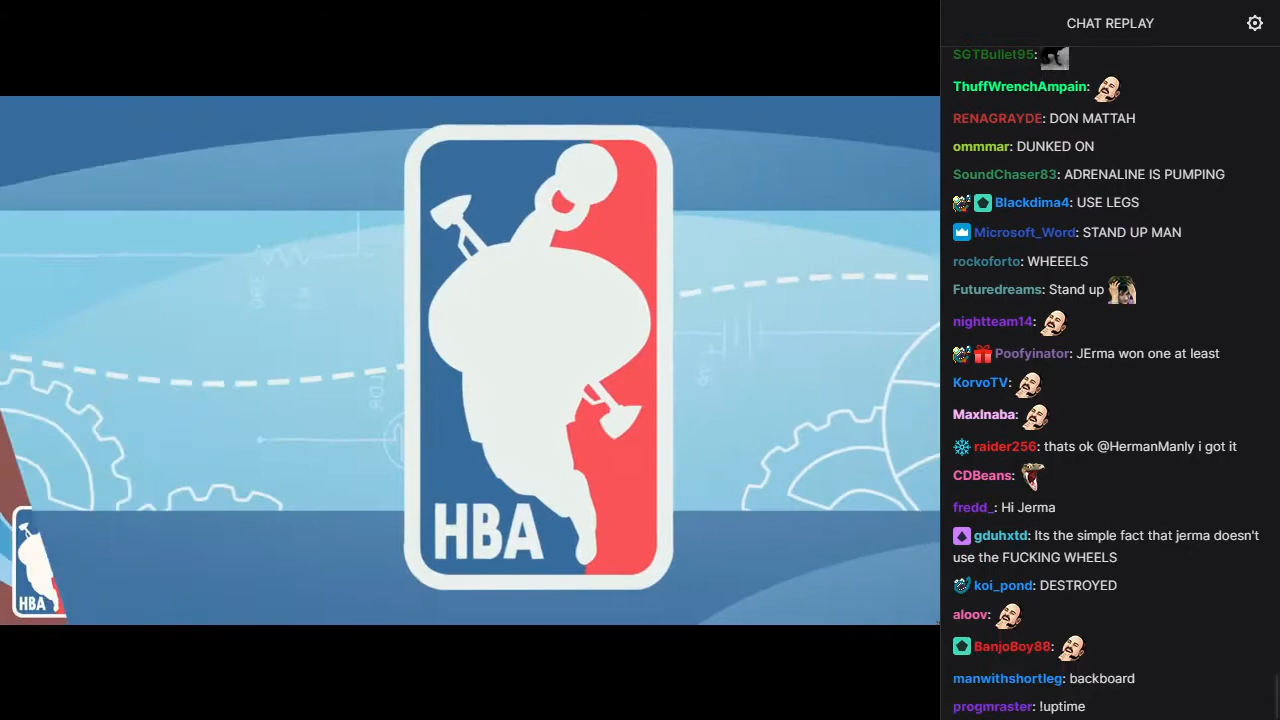 CHAT REPLAY
SGTBullet95:
ThuffWrenchAmpain:
RENAGRAYDE: DON MATTAH
ommmar: DUNKED ON
SoundChaser83: ADRENALINE IS PUMPING
Blackdima4: USE LEGS
Microsoft_Word: STAND UP MAN
rockoforto: WHEEELS
Futuredreams: Stand up
nightteam14:
Poofyinator: JErma won one at least
KorvoTV:
MaxInaba:
raider256: thats ok @HermanManly i got it
CDBeans:
fredd_: Hi Jerma
gduhxtd: Its the simple fact that jerma doesn't
use the FUCKING WHEELS
koi_pond: DESTROYED
aloov:
BanjoBoy88:
manwithshortleg: backboard
progmraster: !uptime
HBA
HBA